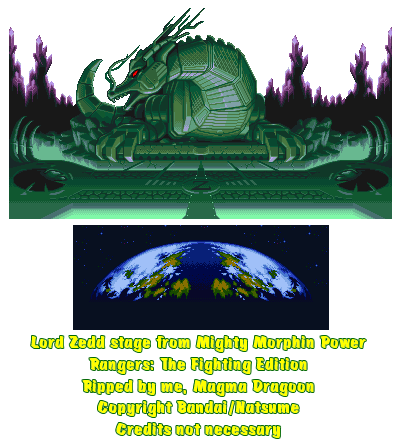 Lord Zedd stage from Mighty Morphin Power
Rangers: The Fighting Edition
Ripped by me, Magma Dragoon
Copyright Bandai/Natsume
Credits not necessary